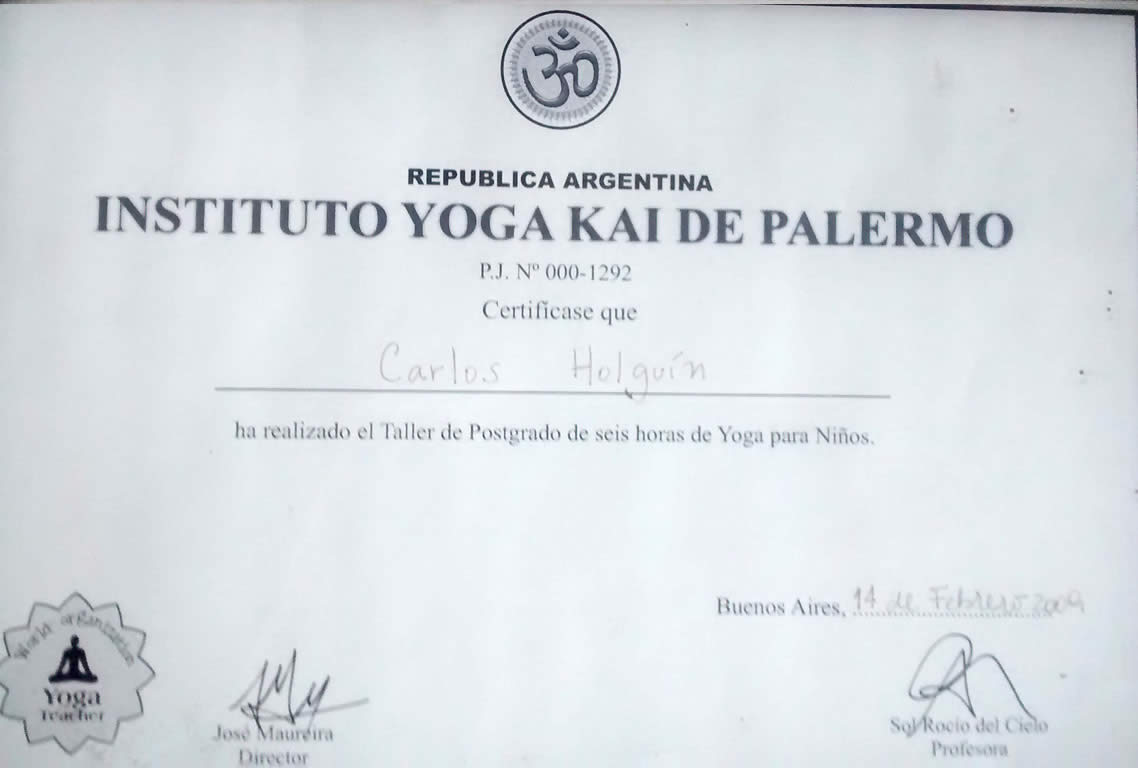 ॐ
REPUBLICA ARGENTINA
INSTITUTO YOGA KAI DE PALERMO
P.J. Nº 000-1292
Certifícase que
Carlos Holguín
ha realizado el Taller de Postgrado de seis horas de Yoga para Niños.
Buenos Aires, 14 de Febrero 2009
World organization
Yoga
Teacher
José Maureira
Director
Sol Rocío del Cielo
Profesora